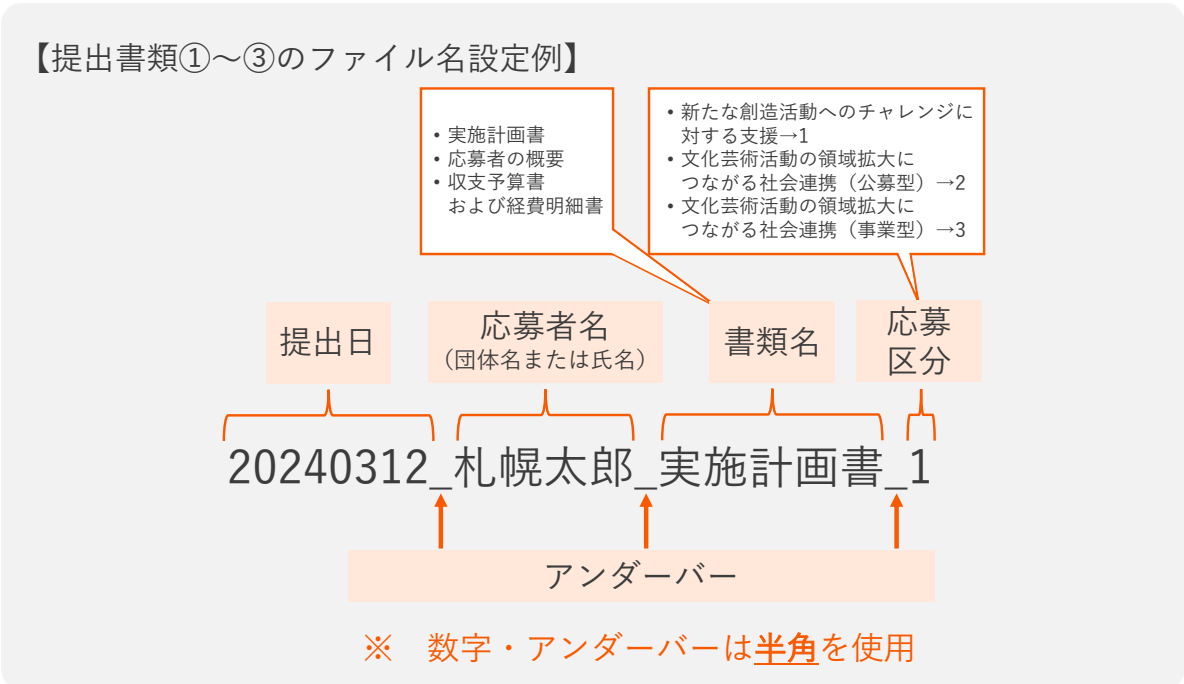 【提出書類①～③のファイル名設定例】
• 実施計画書
• 応募者の概要
• 収支予算書
および経費明細書
• 新たな創造活動へのチャレンジに
対する支援→1
• 文化芸術活動の領域拡大に
つながる社会連携（公募型）→2
• 文化芸術活動の領域拡大に
つながる社会連携（事業型）→3
提出日
応募者名
（団体名または氏名）
書類名
応募
区分
20240312_札幌太郎_実施計画書_1
アンダーバー
※　数字・アンダーバーは半角を使用